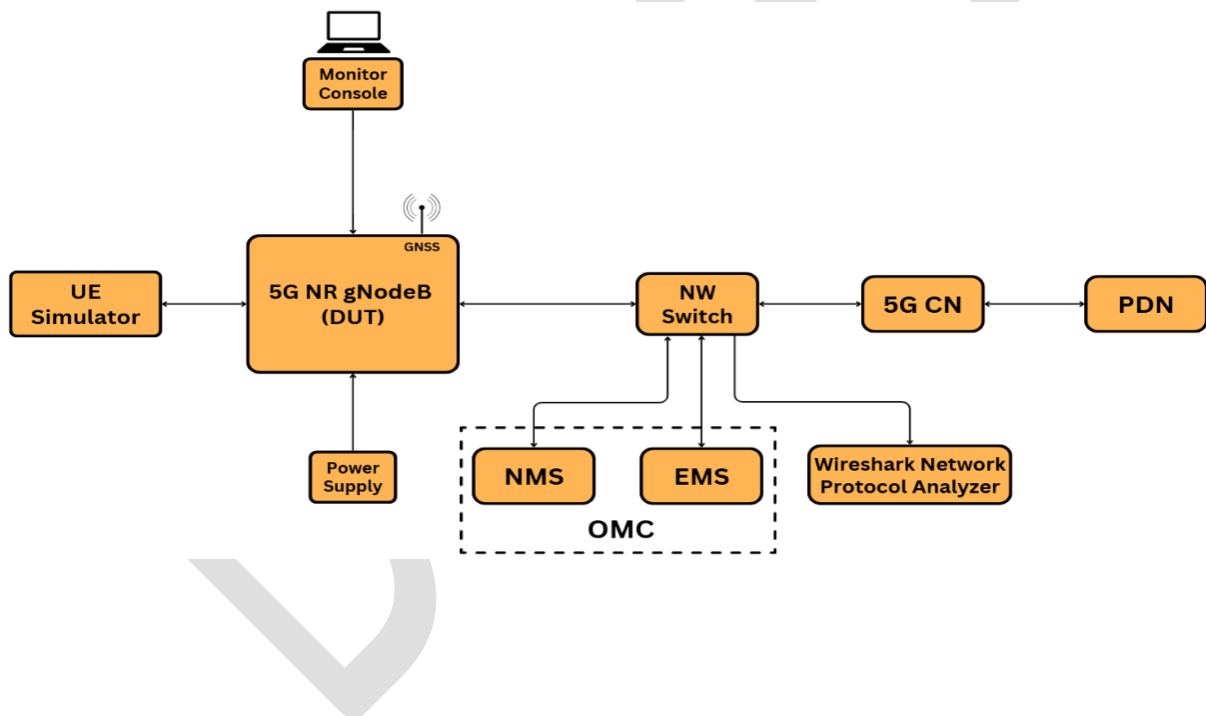 Monitor
Console
GNSS
UE
Simulator
5G NR gNodeB
(DUT)
NW
Switch
5G CN
PDN
Power
Supply
NMS
EMS
Wireshark Network
Protocol Analyzer
OMC